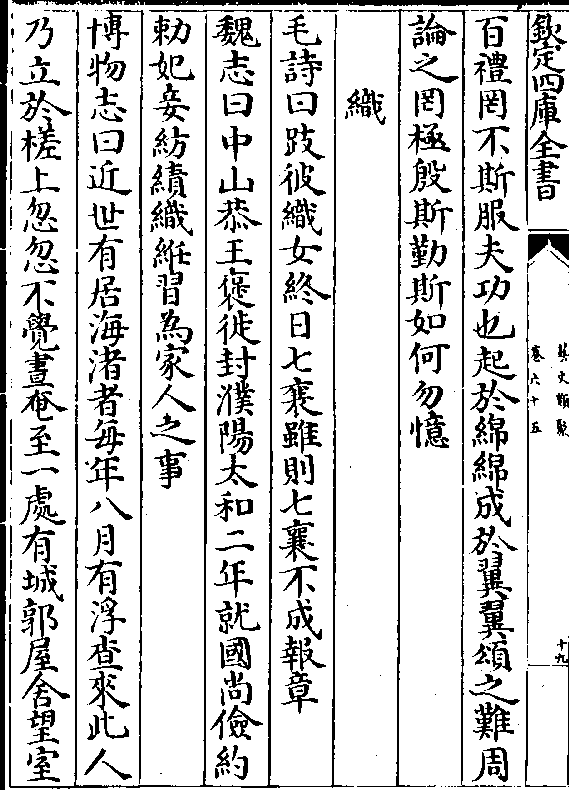 欽定四庫全書
藝文類聚
卷六十五
十九
百禮罔不斯服夫功也起於綿綿成於翼翼頌之難周
論之罔極殷斯勤斯如何勿憶
織
毛詩曰跂彼織女終日七襄雖則七襄不成報章
魏志曰中山恭王袞徙封濮陽太和二年就國尚儉約
勅妃妾紡績織絍習為家人之事
博物志曰近世有居海渚者每年八月有浮查來此人
乃立於槎上忽忽不覺晝夜奄至一處有城郭屋舍望室